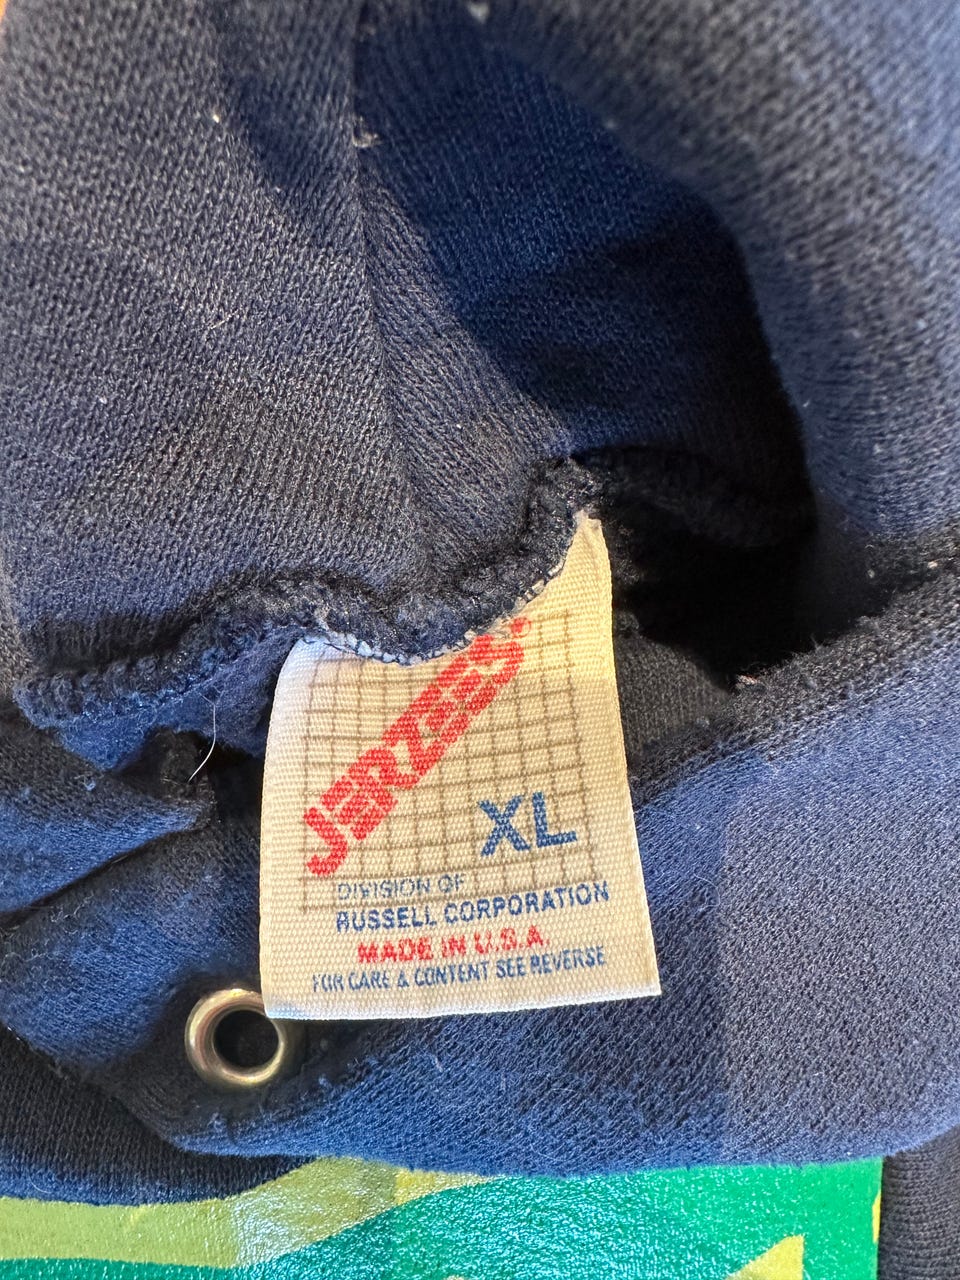 JERZEES
XL
DIVISION OF
RUSSELL CORPORATION
MADE IN U.S.A.
FOR CARE & CONTENT SEE REVERSE